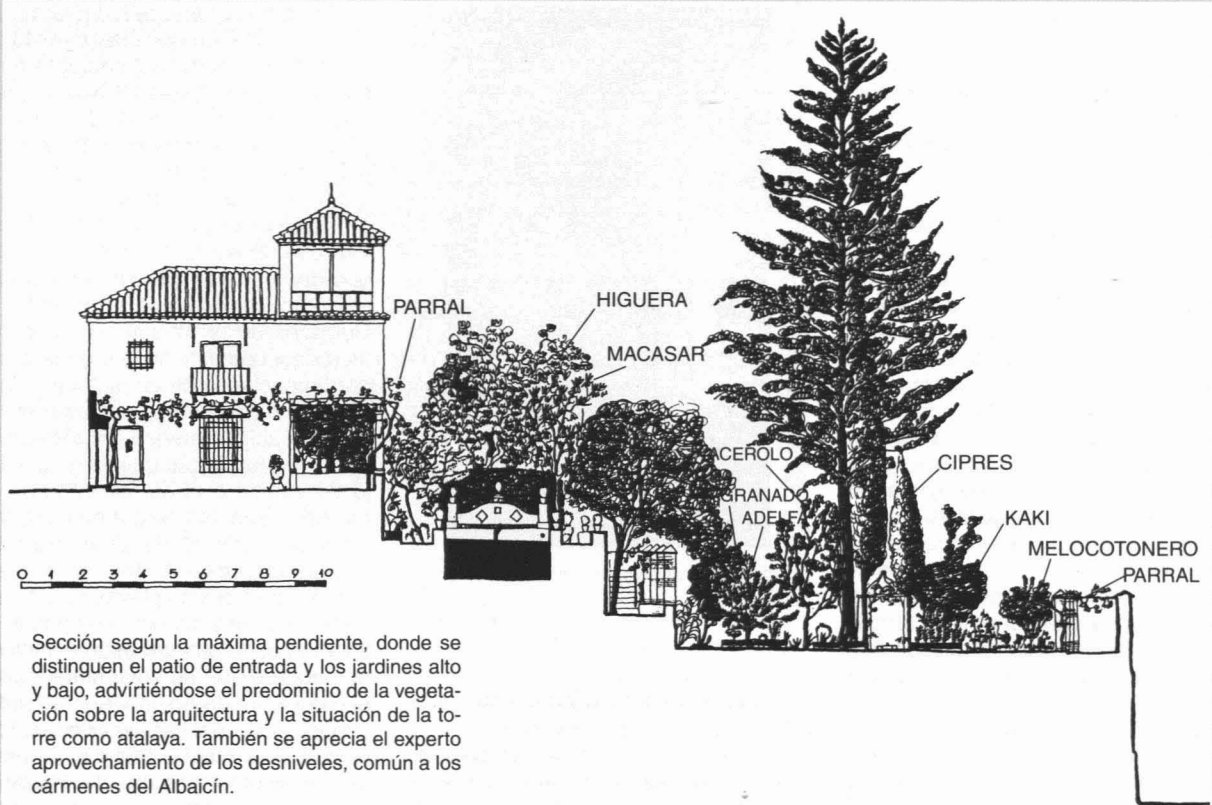 PARRAL
HIGUERA
MACASAR
ACEROLO
GRANADO
ADELFA
CIPRES
KAKI
MELOCOTONERO
PARRAL
0 1 2 3 4 5 6 7 8 9 10
Sección según la máxima pendiente, donde se
distinguen el patio de entrada y los jardines alto
y bajo, advírtiéndose el predominio de la vegeta-
ción sobre la arquitectura y la situación de la to-
rre como atalaya. También se aprecia el experto
aprovechamiento de los desniveles, común a los
cármenes del Albaicín.